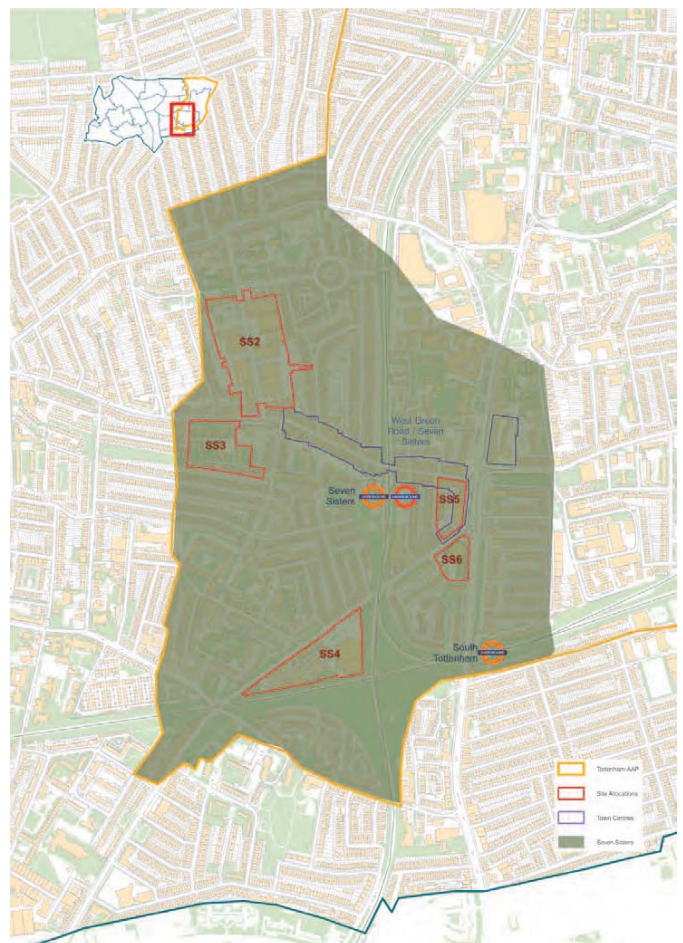 SS2
West Green
Road / Seven
Sisters
SS3
Seven
Sisters
SS5
SS6
South
Tottenham
SS4
Tottenham AAP
Site Allocations
Town Centres
Seven Sisters